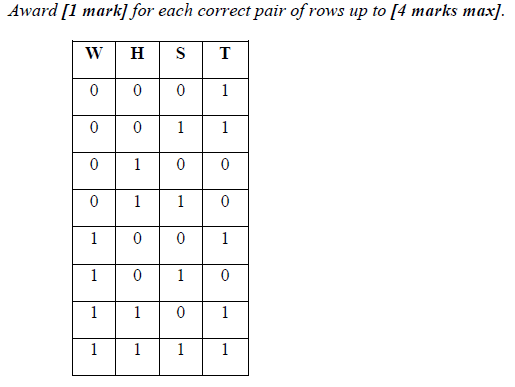 Award [1 mark] for each correct pair of rows up to [4 marks max].
W H S T
0 0 0 1
0 0 1 1
0 1 0 0
0 1 1 0
1 0 0 1
1 0 1 0
1 1 0 1
1 1 1 1